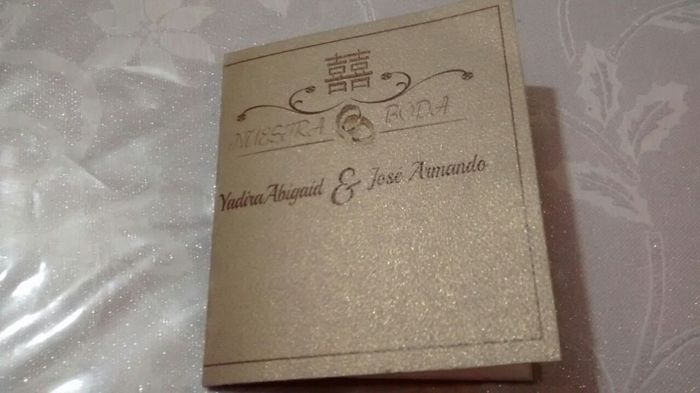 囍
NUESTRA BODA
Yadira Abigaid & Jose Armando